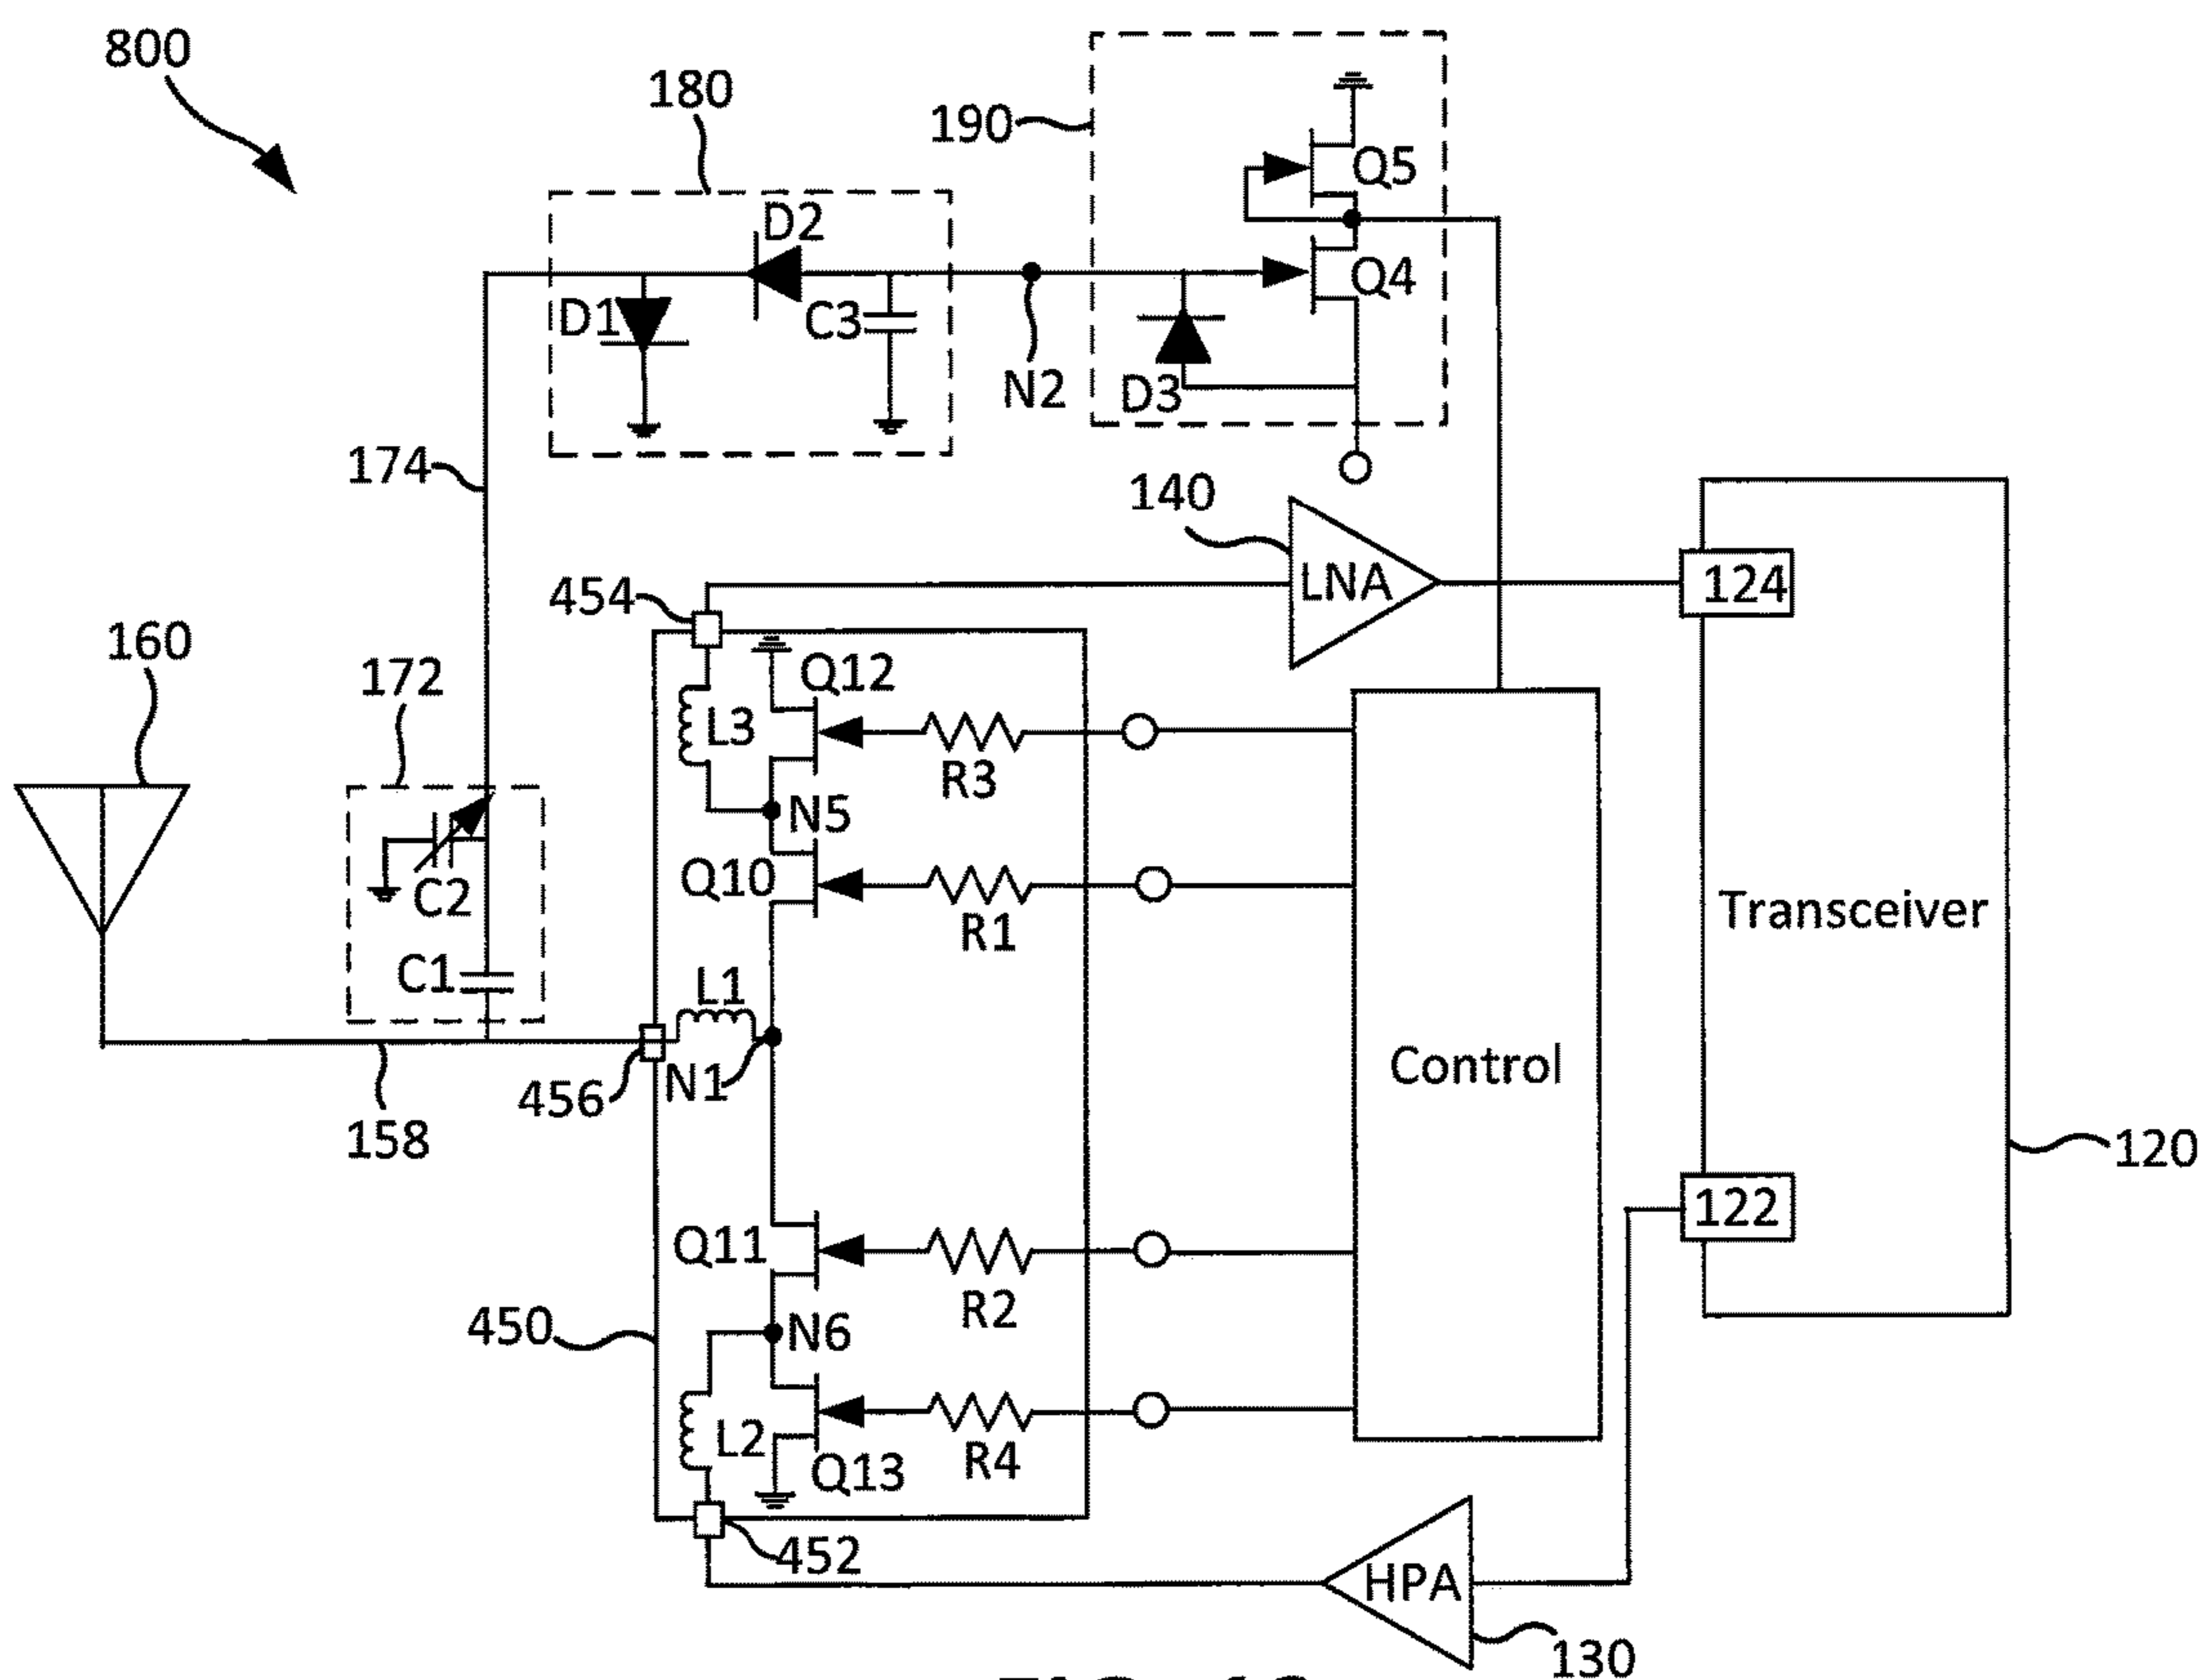 800
180
190
Q5
D2
Q4
D1
C3
N2
D3
174
140
LNA
124
454
160
172
Q12
L3
R3
N5
Q10
C2
R1
Transceiver
C1
L1
Control
N1
456
158
120
122
Q11
R2
450
N6
L2
R4
Q13
452
HPA
130